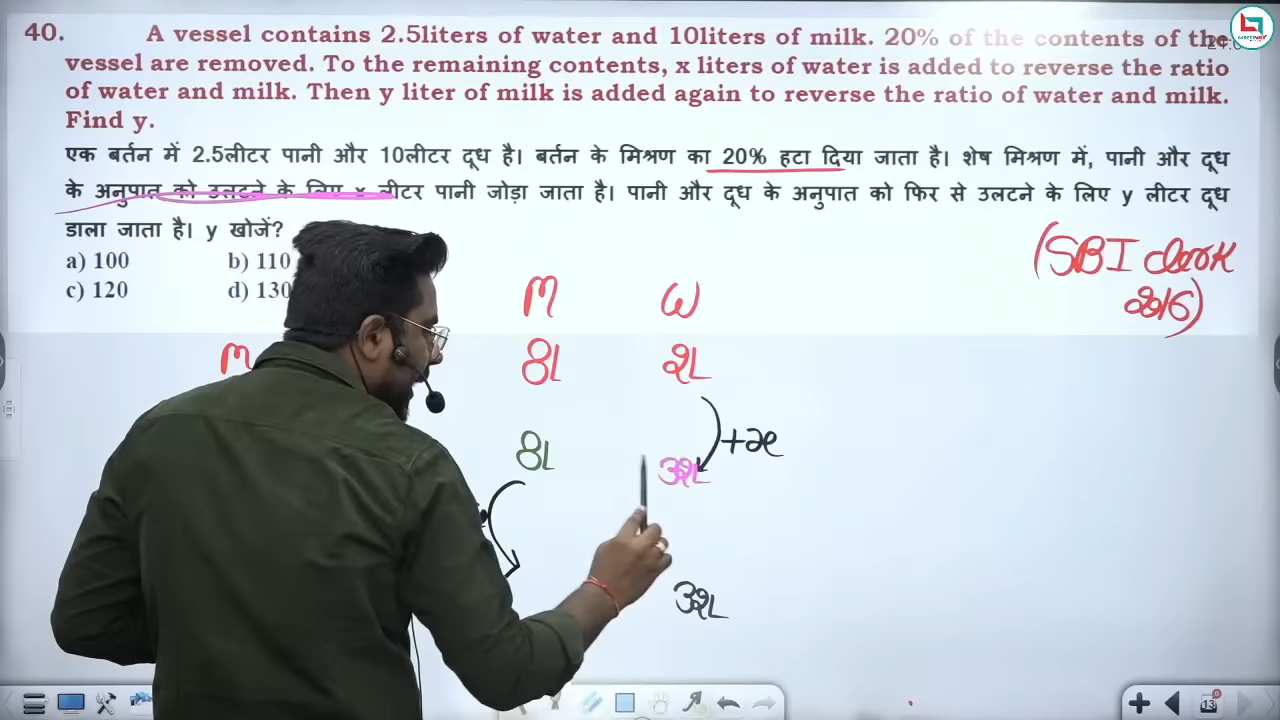 40. A vessel contains 2.5liters of water and 10liters of milk. 20% of the contents of the
vessel are removed. To the remaining contents, x liters of water is added to reverse the ratio
of water and milk. Then y liter of milk is added again to reverse the ratio of water and milk.
Find y.
एक बर्तन में 2.5लीटर पानी और 10लीटर दूध है। बर्तन के मिश्रण का 20% हटा दिया जाता है। शेष मिश्रण में, पानी और दूध
के अनुपात को उलटने के लिए x लीटर पानी जोड़ा जाता है। पानी और दूध के अनुपात को फिर से उलटने के लिए y लीटर दूध
डाला जाता है। y खोजें?
a) 100 b) 110
c) 120 d) 130
(SBI clerk
2016)
M W
M 8L 2L
+x
8L 32L
32L
13